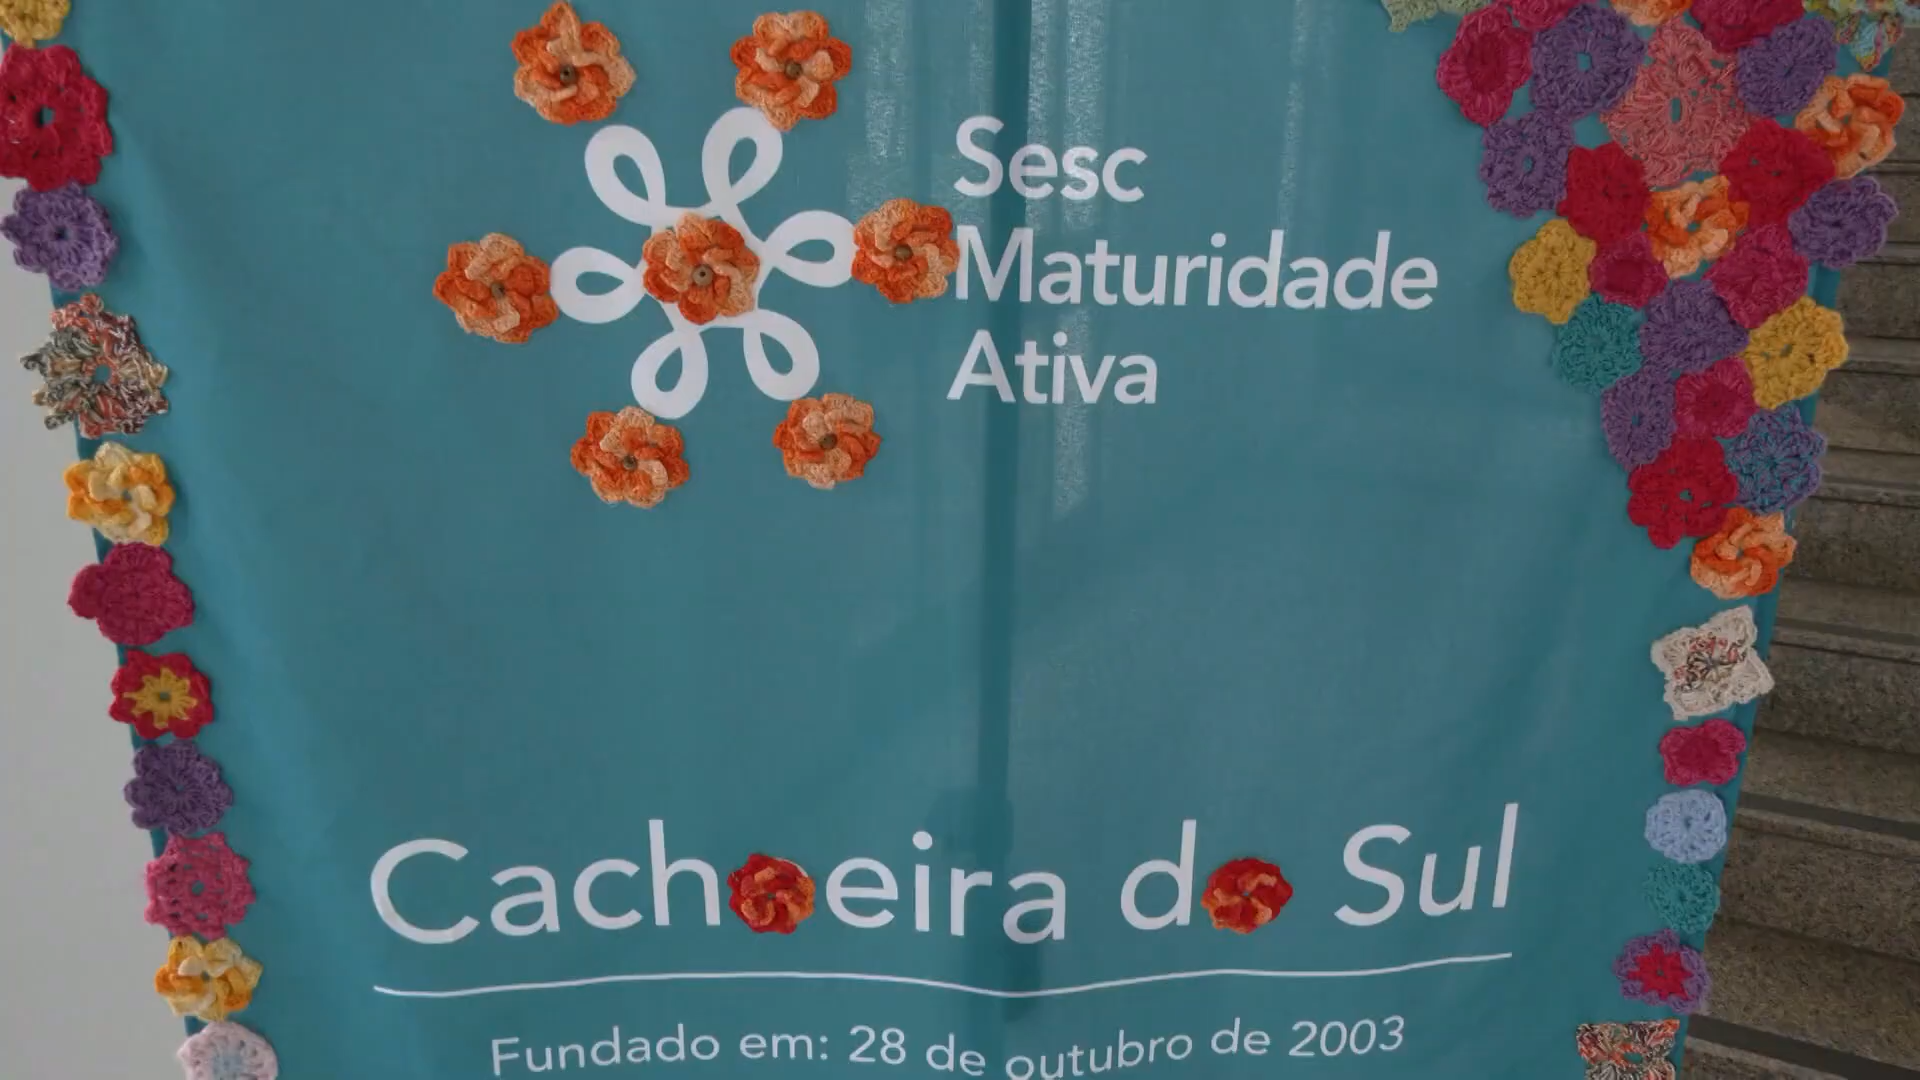 Sesc
Maturidade
Ativa
Cachoeira do Sul
Fundado em: 28 de outubro de 2003